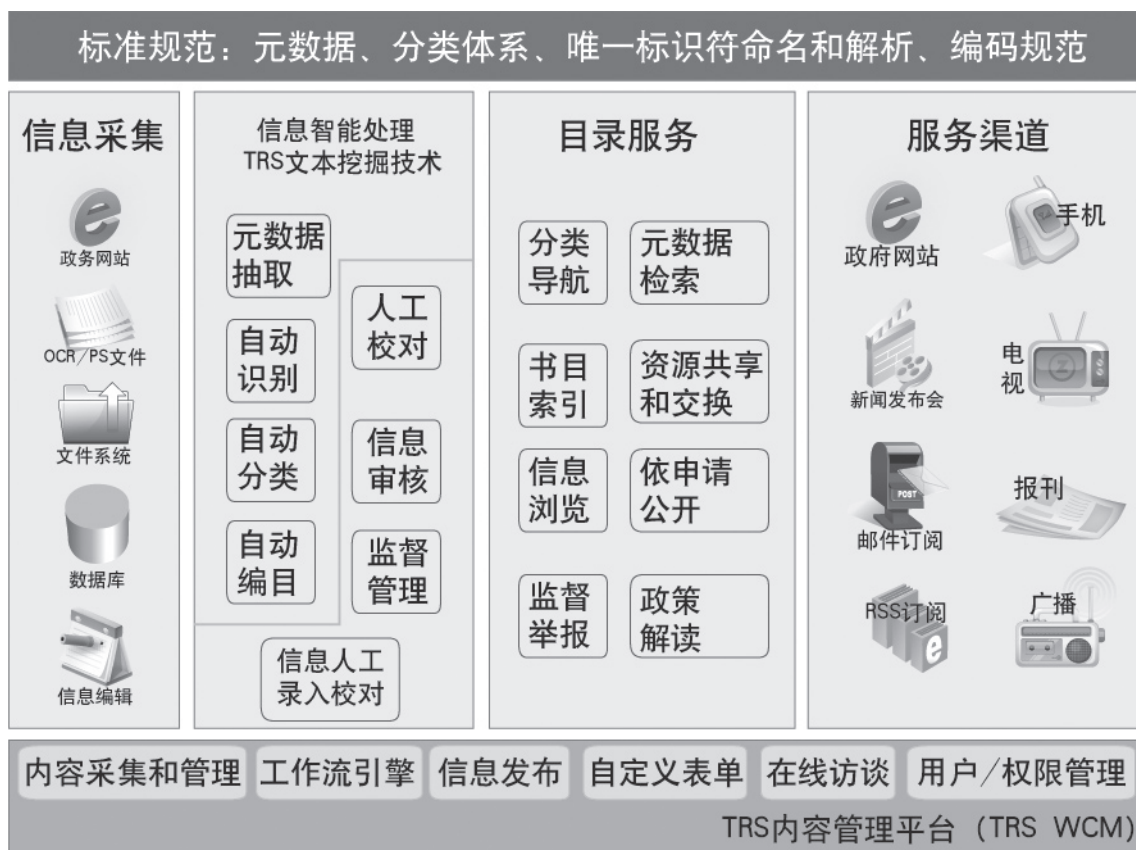 标准规范：元数据、分类体系、唯一标识符命名和解析、编码规范
信息采集
政务网站
OCR/PS文件
文件系统
数据库
信息编辑
信息智能处理
TRS文本挖掘技术
元数据
抽取
自动
识别
自动
分类
自动
编目
人工
校对
信息
审核
监督
管理
信息人工
录入校对
目录服务
分类
导航
元数据
检索
书目
索引
资源共享
和交换
信息
浏览
依申请
公开
监督
举报
政策
解读
服务渠道
政府网站
手机
新闻发布会
电
视
POST
邮件订阅
报刊
RSS订阅
广播
内容采集和管理 工作流引擎 信息发布 自定义表单 在线访谈 用户/权限管理
TRS内容管理平台（TRS WCM)